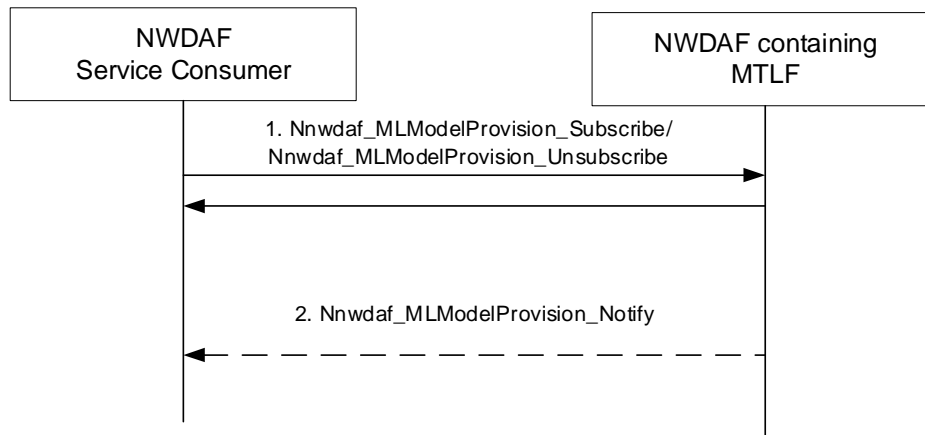 NWDAF
Service Consumer
NWDAF containing
MTLF
1. Nnwdaf_MLModelProvision_Subscribe/
Nnwdaf_MLModelProvision_Unsubscribe
2. Nnwdaf_MLModelProvision_Notify